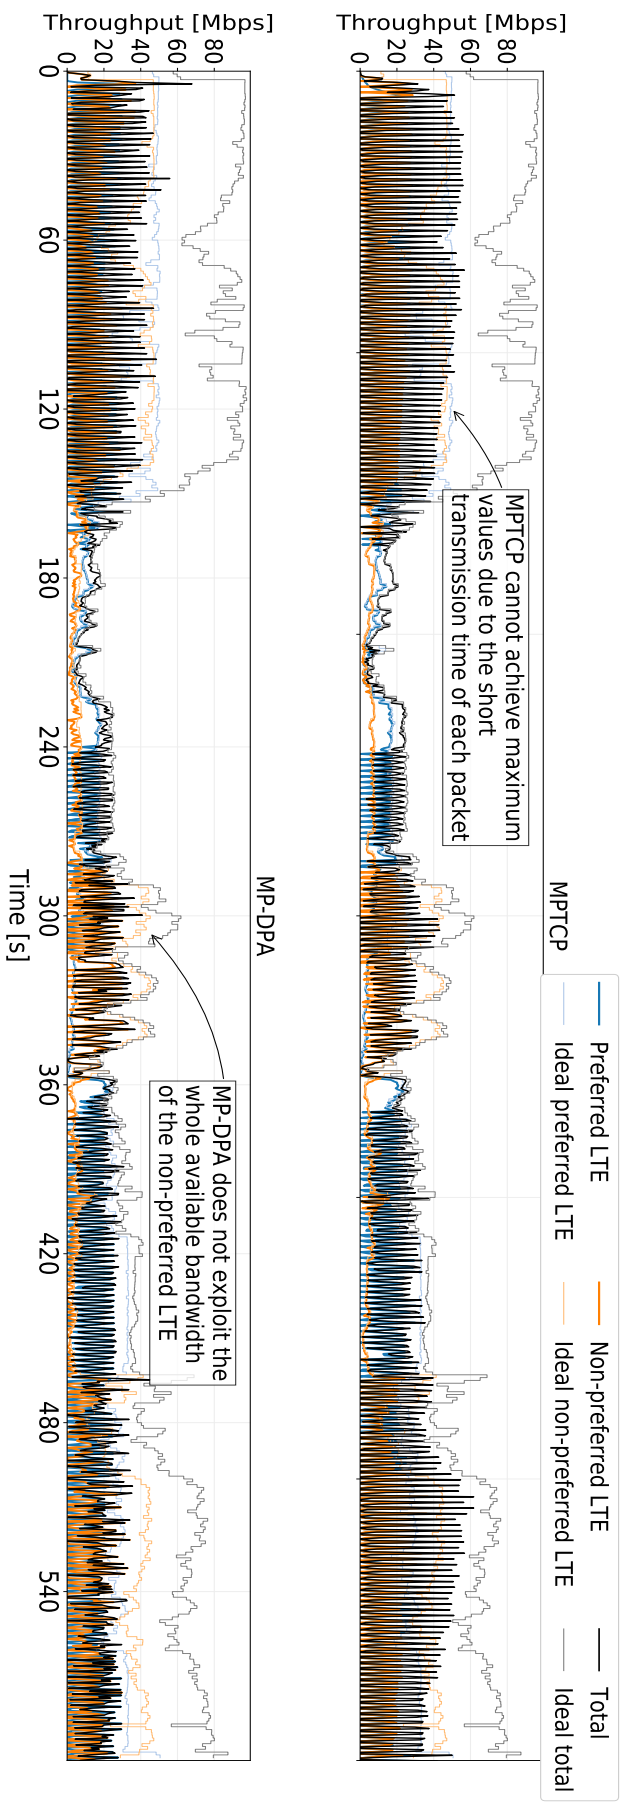 Preferred LTE
Non-preferred LTE
Total
Ideal preferred LTE
Ideal non-preferred LTE
Ideal total
MPTCP
Throughput [Mbps]
80
60
40
20
0
MPTCP cannot achieve maximum
values due to the short
transmission time of each packet
MP-DPA
Throughput [Mbps]
80
60
40
20
0
MP-DPA does not exploit the
whole available bandwidth
of the non-preferred LTE
0
60
120
180
240
300
360
420
480
540
Time [s]